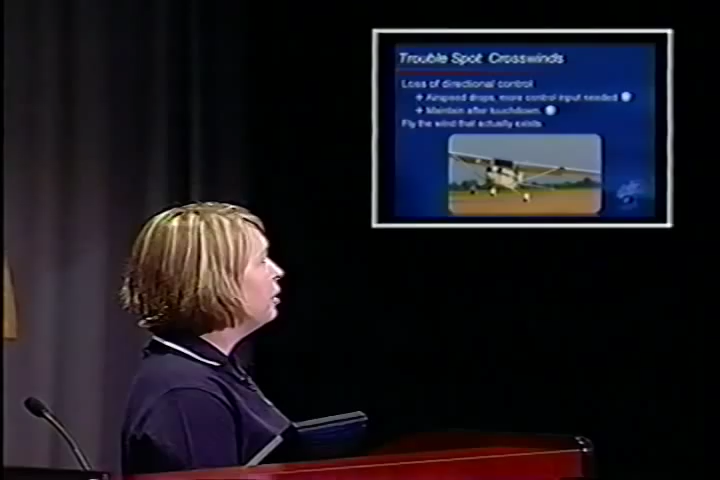 Trouble Spot: Crosswinds
Loss of directional control
Airspeed drops, more control input needed
Maintain after touchdown.
Fly the wind that actually exists